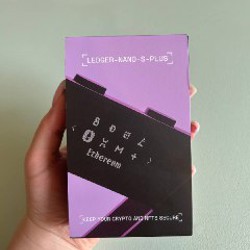 LEDGER-NANO-S-PLUS
Ethereum
KEEP YOUR CRYPTO AND NFTS SECURE